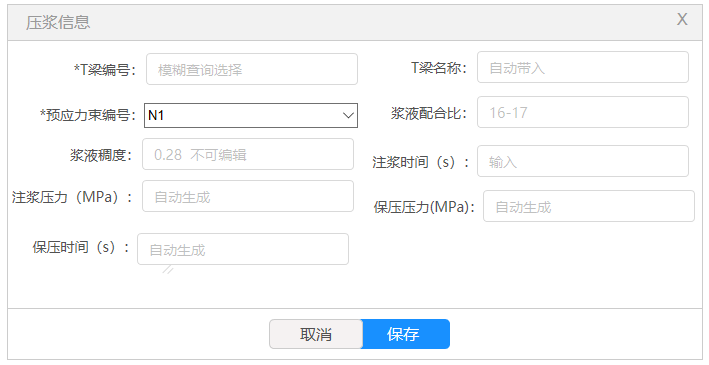 压浆信息 X
*T梁编号： 模糊查询选择 T梁名称： 自动带入
*预应力束编号： N1 浆液配合比： 16-17
浆液稠度： 0.28 不可编辑 注浆时间（s）： 输入
注浆压力（MPa）： 自动生成 保压压力(MPa)： 自动生成
保压时间（s）： 自动生成
取消 保存